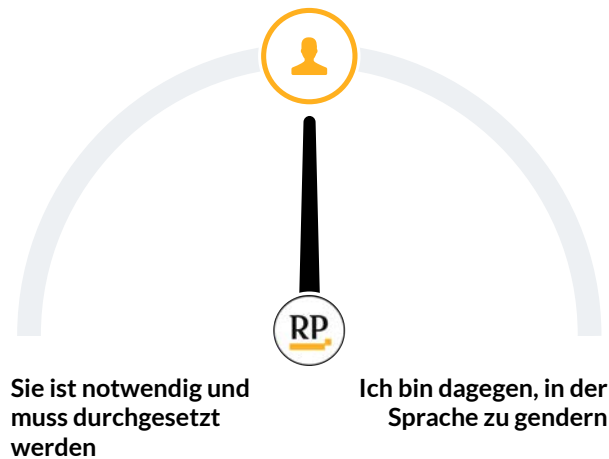 RP
Sie ist notwendig und
muss durchgesetzt
werden
Ich bin dagegen, in der
Sprache zu gendern